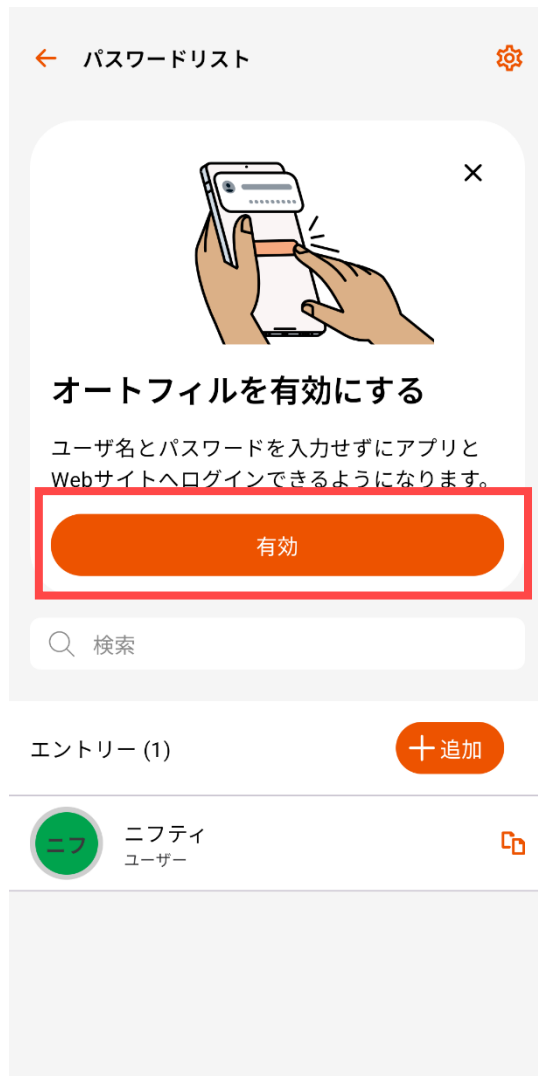 パスワードリスト
オートフィルを有効にする
ユーザ名とパスワードを入力せずにアプリと
Webサイトへログインできるようになります。
有効
検索
エントリー (1)
追加
ニフ
ニフティ
ユーザー